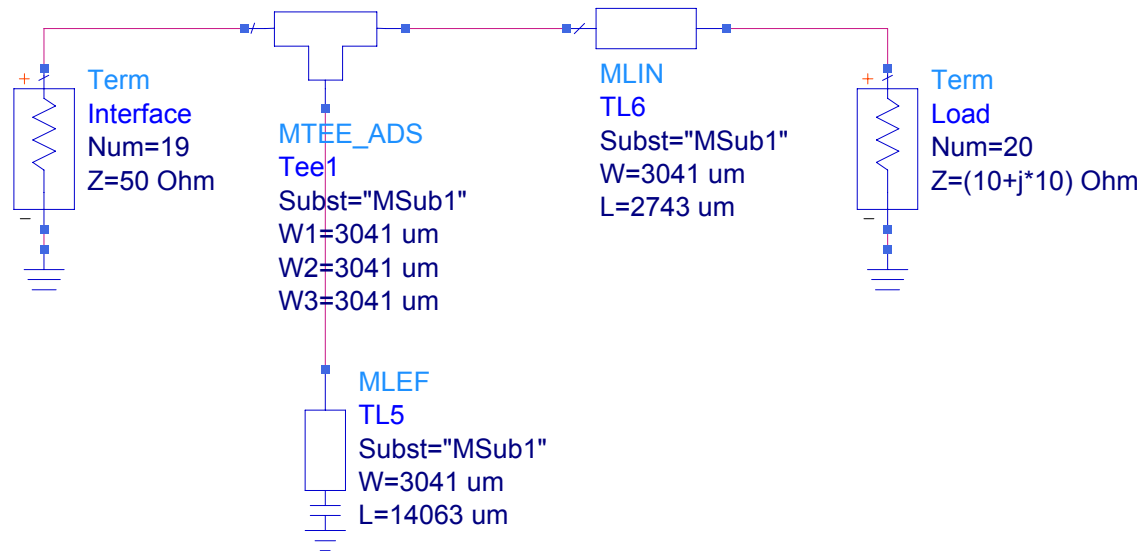 +
Term
Interface
Num=19
Z=50 Ohm
−
MTEE_ADS
Tee1
Subst="MSub1"
W1=3041 um
W2=3041 um
W3=3041 um
MLIN
TL6
Subst="MSub1"
W=3041 um
L=2743 um
+
Term
Load
Num=20
Z=(10+j*10) Ohm
−
MLEF
TL5
Subst="MSub1"
W=3041 um
L=14063 um